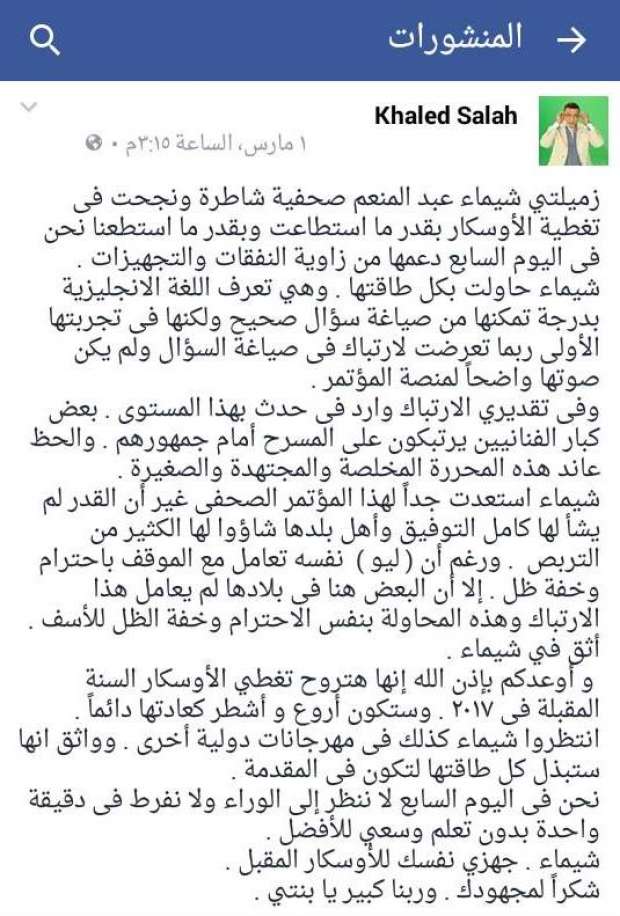 المنشورات
Khaled Salah
١ مارس، الساعة ٣:١٥م
زميلتي شيماء عبد المنعم صحفية شاطرة ونجحت فى
تغطية الأوسكار بقدر ما استطاعت وبقدر ما استطعنا نحن
فى اليوم السابع دعمها من زاوية النفقات والتجهيزات .
شيماء حاولت بكل طاقتها . وهي تعرف اللغة الانجليزية
بدرجة تمكنها من صياغة سؤال صحيح ولكنها فى تجربتها
الأولى ربما تعرضت لارتباك فى صياغة السؤال ولم يكن
صوتها واضحاً لمنصة المؤتمر .
وفى تقديري الارتباك وارد فى حدث بهذا المستوى . بعض
كبار الفنانيين يرتبكون على المسرح أمام جمهورهم . والحظ
عاند هذه المحررة المخلصة والمجتهدة والصغيرة .
شيماء استعدت جداً لهذا المؤتمر الصحفى غير أن القدر لم
يشأ لها كامل التوفيق وأهل بلدها شاؤوا لها الكثير من
التربص . ورغم أن ( ليو ) نفسه تعامل مع الموقف باحترام
وخفة ظل . إلا أن البعض هنا فى بلادها لم يعامل هذا
الارتباك وهذه المحاولة بنفس الاحترام وخفة الظل للأسف .
أثق في شيماء .
و أوعدكم بإذن الله إنها هتروح تغطي الأوسكار السنة
المقبلة فى ٢٠١٧ . وستكون أروع و أشطر كعادتها دائماً .
انتظروا شيماء كذلك فى مهرجانات دولية أخرى . وواثق انها
ستبذل كل طاقتها لتكون فى المقدمة .
نحن فى اليوم السابع لا ننظر إلى الوراء ولا نفرط فى دقيقة
واحدة بدون تعلم وسعي للأفضل .
شيماء . جهزي نفسك للأوسكار المقبل .
شكراً لمجهودك . وربنا كبير يا بنتي .